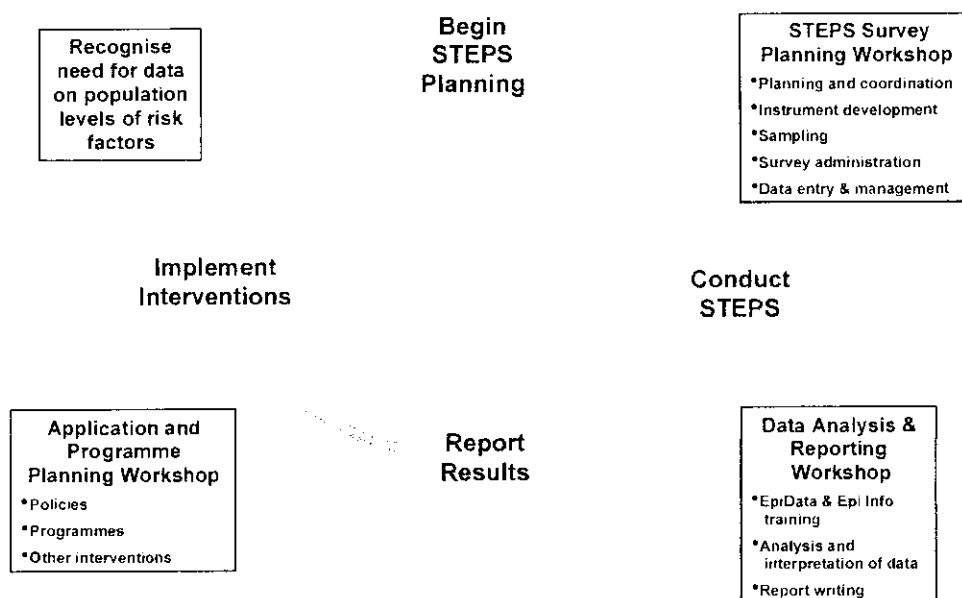 Recognise
need for data
on population
levels of risk
factors
Begin
STEPS
Planning
STEPS Survey
Planning Workshop
•Planning and coordination
•Instrument development
•Sampling
•Survey administration
•Data entry & management
Implement
Interventions
Conduct
STEPS
Application and
Programme
Planning Workshop
•Policies
•Programmes
•Other interventions
Report
Results
Data Analysis &
Reporting
Workshop
•EpiData & Epi Info
training
•Analysis and
interpretation of data
•Report writing